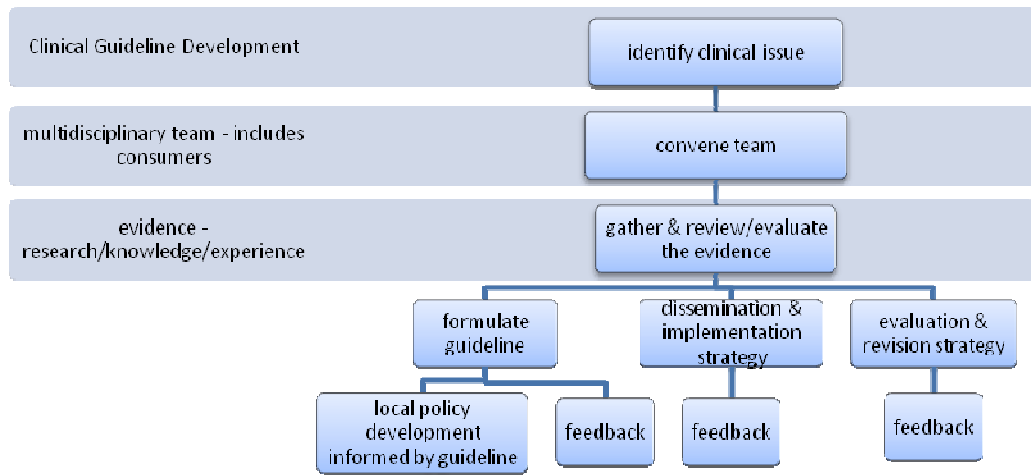 Clinical Guideline Development
identify clinical issue
multidisciplinary team - includes
consumers
convene team
evidence -
research/knowledge/experience
gather & review/evaluate
the evidence
formulate
guideline
dissemination &
implementation
strategy
evaluation &
revision strategy
local policy
development
informed by guideline
feedback
feedback
feedback